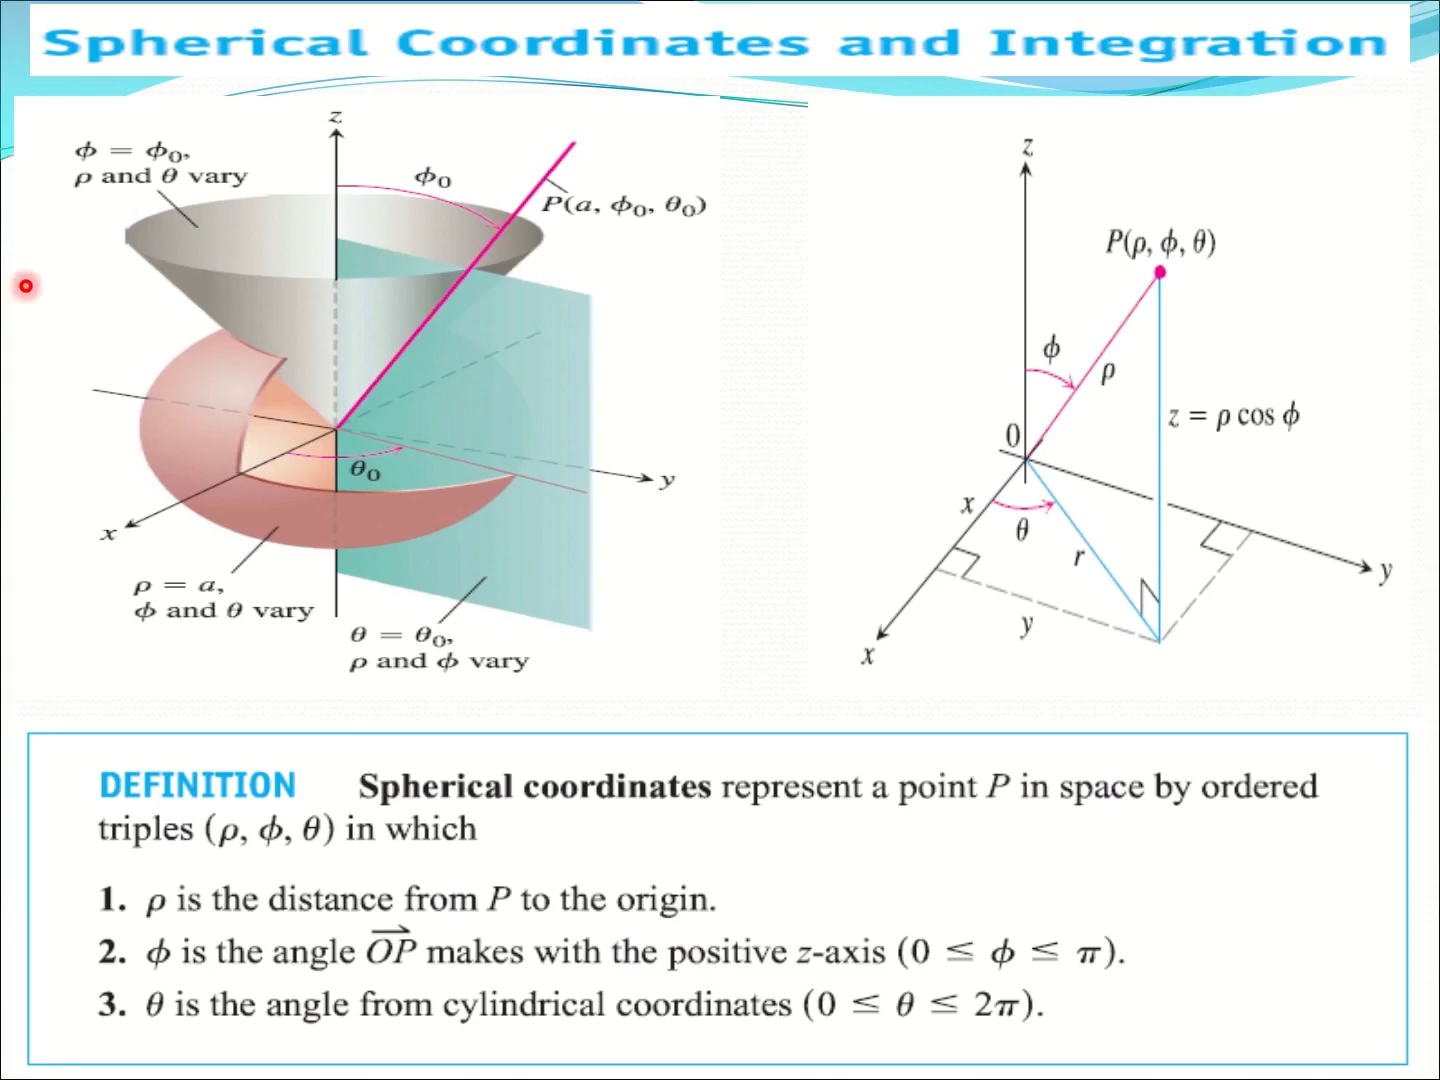 Spherical Coordinates and Integration
z
ϕ = ϕ₀,
ρ and θ vary
ϕ₀
P(a, ϕ₀, θ₀)
θ₀
y
x
ρ = a,
ϕ and θ vary
θ = θ₀,
ρ and ϕ vary
z
P(ρ, ϕ, θ)
ϕ
ρ
z = ρ cos ϕ
0
x
θ
r
y
y
x
DEFINITION Spherical coordinates represent a point P in space by ordered
triples (ρ, ϕ, θ) in which
1. ρ is the distance from P to the origin.
2. ϕ is the angle $\overrightarrow{OP}$ makes with the positive z-axis (0 ≤ ϕ ≤ π).
3. θ is the angle from cylindrical coordinates (0 ≤ θ ≤ 2π).